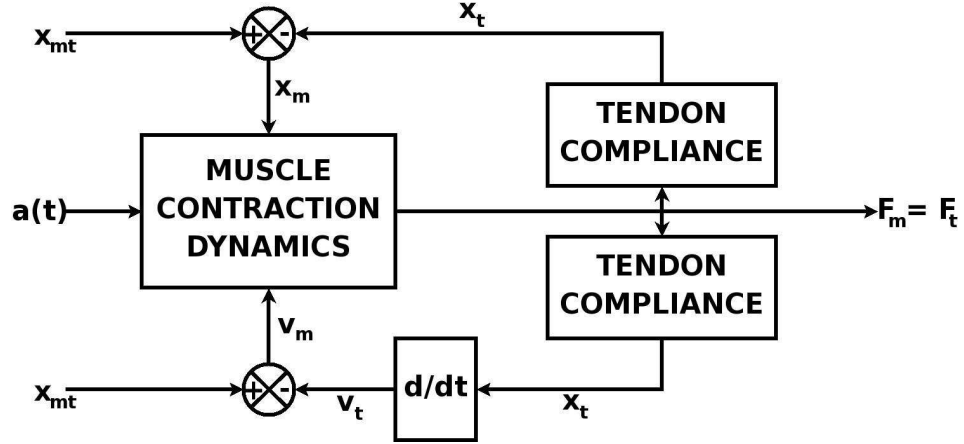 x_t
x_mt + -
x_m
TENDON
COMPLIANCE
MUSCLE
CONTRACTION
DYNAMICS
a(t)
F_m = F_t
TENDON
COMPLIANCE
v_m
x_mt + -
v_t
d/dt
x_t